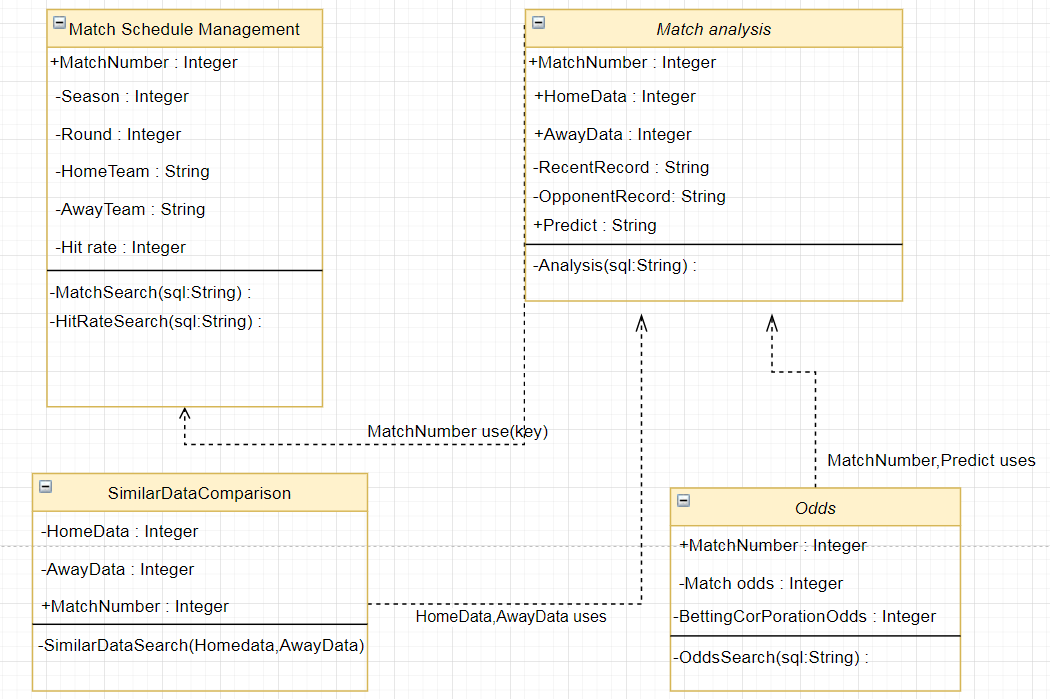 Match Schedule Management
+MatchNumber : Integer
-Season : Integer
-Round : Integer
-HomeTeam : String
-AwayTeam : String
-Hit rate : Integer
-MatchSearch(sql:String) :
-HitRateSearch(sql:String) :
Match analysis
+MatchNumber : Integer
+HomeData : Integer
+AwayData : Integer
-RecentRecord : String
-OpponentRecord: String
+Predict : String
-Analysis(sql:String) :
MatchNumber use(key)
MatchNumber,Predict uses
SimilarDataComparison
-HomeData : Integer
-AwayData : Integer
+MatchNumber : Integer
-SimilarDataSearch(Homedata,AwayData)
HomeData,AwayData uses
Odds
+MatchNumber : Integer
-Match odds : Integer
-BettingCorPorationOdds : Integer
-OddsSearch(sql:String) :